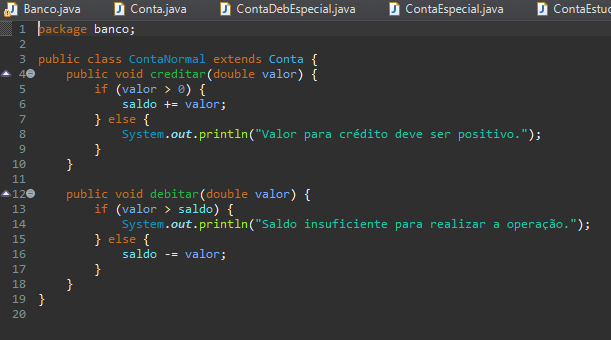 Banco.java Conta.java ContaDebEspecial.java ContaEspecial.java ContaEstu
1 package banco;
2
3 public class ContaNormal extends Conta {
4 public void creditar(double valor) {
5 if (valor > 0) {
6 saldo += valor;
7 } else {
8 System.out.println("Valor para crédito deve ser positivo.");
9 }
10 }
11
12 public void debitar(double valor) {
13 if (valor > saldo) {
14 System.out.println("Saldo insuficiente para realizar a operação.");
15 } else {
16 saldo -= valor;
17 }
18 }
19 }
20